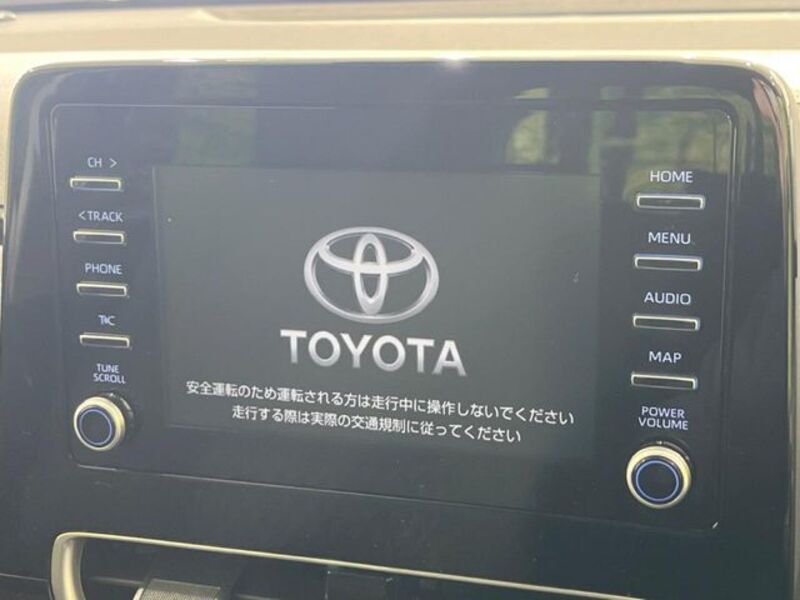 CH >
< TRACK
PHONE
T\C
TUNE
SCROLL
TOYOTA
安全運転のため運転される方は走行中に操作しないでください
走行する際は実際の交通規制に従ってください
HOME
MENU
AUDIO
MAP
POWER
VOLUME